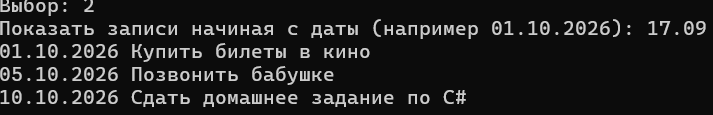 Выбор: 2
Показать записи начиная с даты (например 01.10.2026): 17.09
01.10.2026 Купить билеты в кино
05.10.2026 Позвонить бабушке
10.10.2026 Сдать домашнее задание по C#